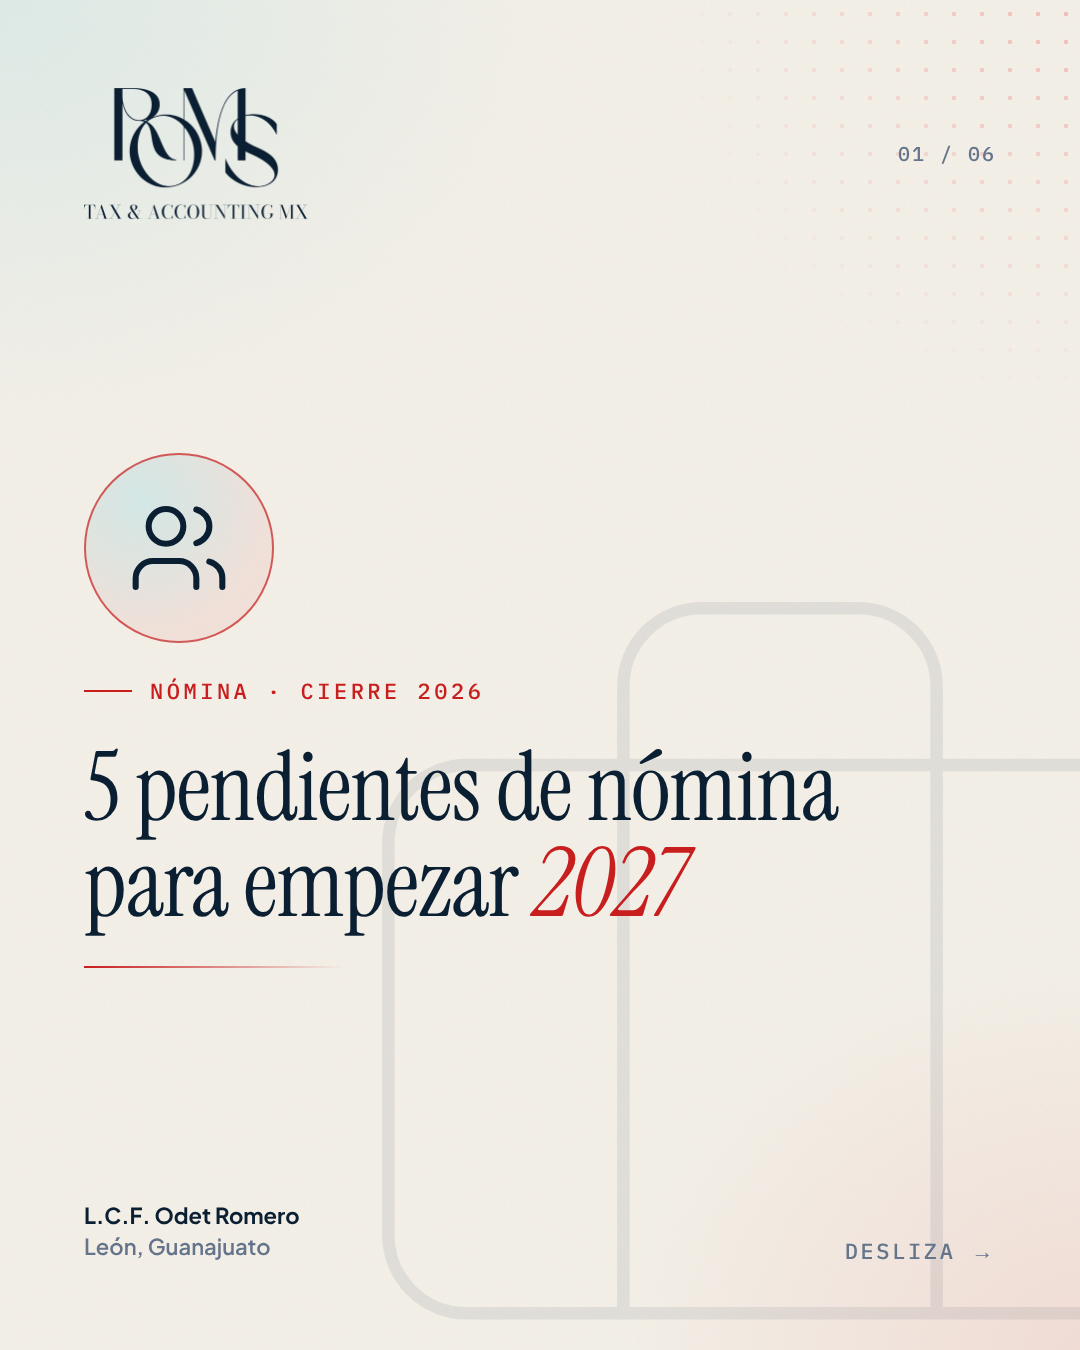 ROMS
TAX & ACCOUNTING MX
01 / 06
NÓMINA · CIERRE 2026
5 pendientes de nómina
para empezar 2027
L.C.F. Odet Romero
León, Guanajuato
DESLIZA →